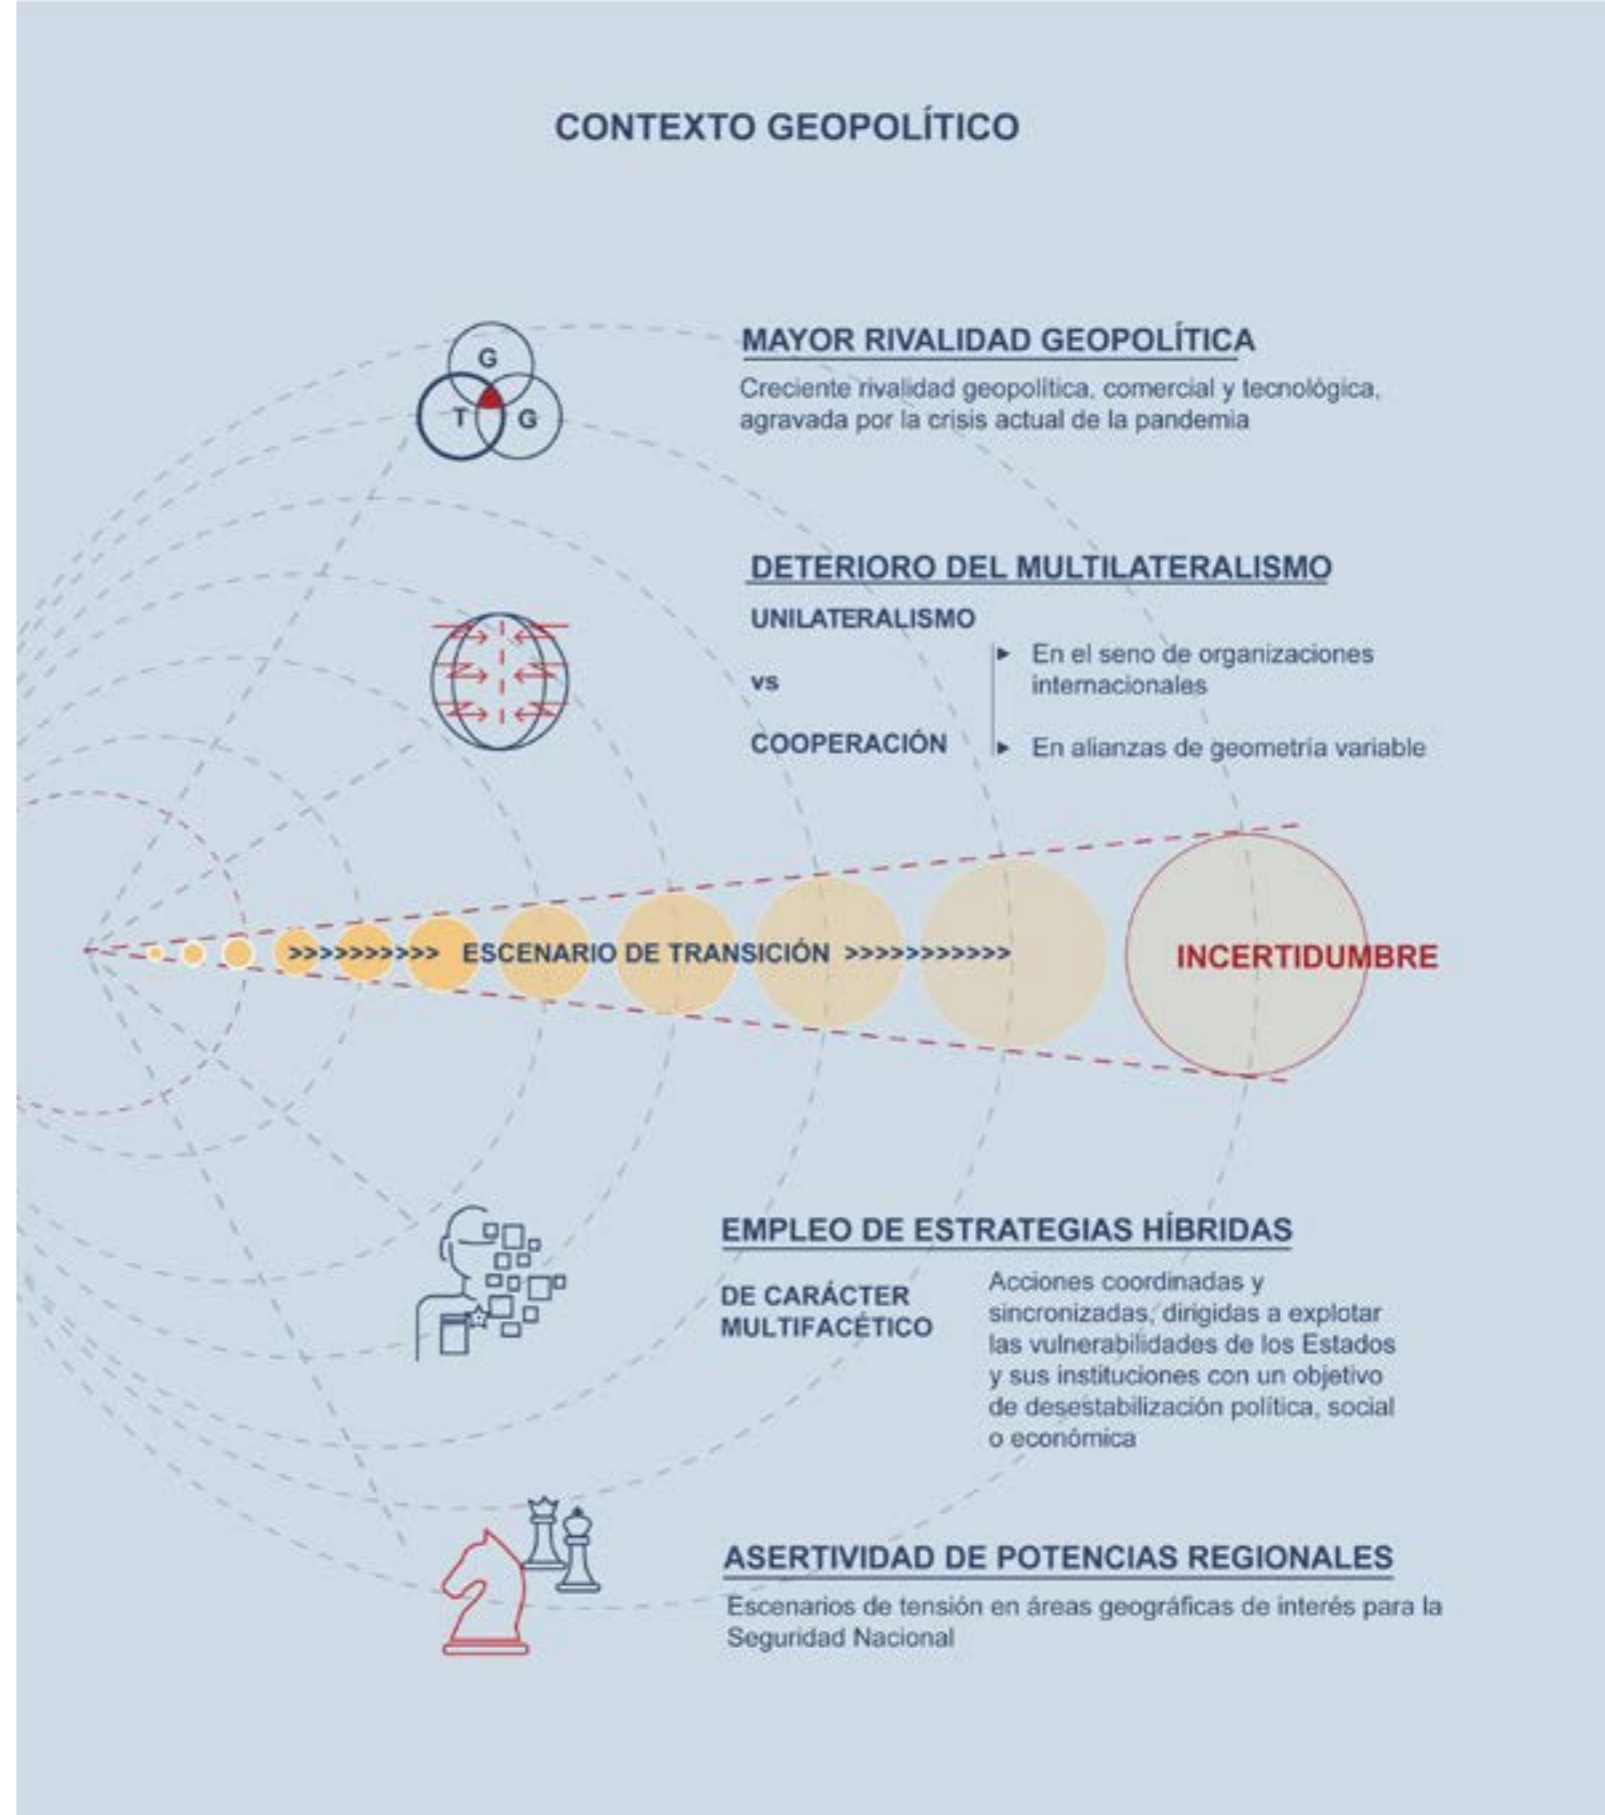 CONTEXTO GEOPOLÍTICO
G
T
G
MAYOR RIVALIDAD GEOPOLÍTICA
Creciente rivalidad geopolítica, comercial y tecnológica,
agravada por la crisis actual de la pandemia
DETERIORO DEL MULTILATERALISMO
UNILATERALISMO
vs
COOPERACIÓN
En el seno de organizaciones
internacionales
En alianzas de geometría variable
>>>>>>>>>> ESCENARIO DE TRANSICIÓN >>>>>>>>>>>
INCERTIDUMBRE
EMPLEO DE ESTRATEGIAS HÍBRIDAS
DE CARÁCTER
MULTIFACÉTICO
Acciones coordinadas y
sincronizadas, dirigidas a explotar
las vulnerabilidades de los Estados
y sus instituciones con un objetivo
de desestabilización política, social
o económica
ASERTIVIDAD DE POTENCIAS REGIONALES
Escenarios de tensión en áreas geográficas de interés para la
Seguridad Nacional